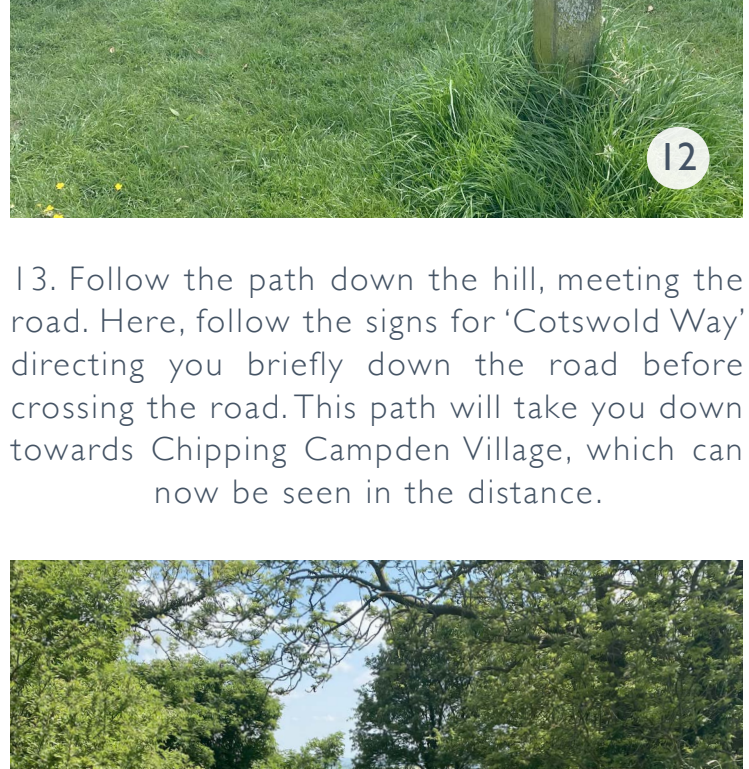 12
13. Follow the path down the hill, meeting the
road. Here, follow the signs for ‘Cotswold Way’
directing you briefly down the road before
crossing the road. This path will take you down
towards Chipping Campden Village, which can
now be seen in the distance.